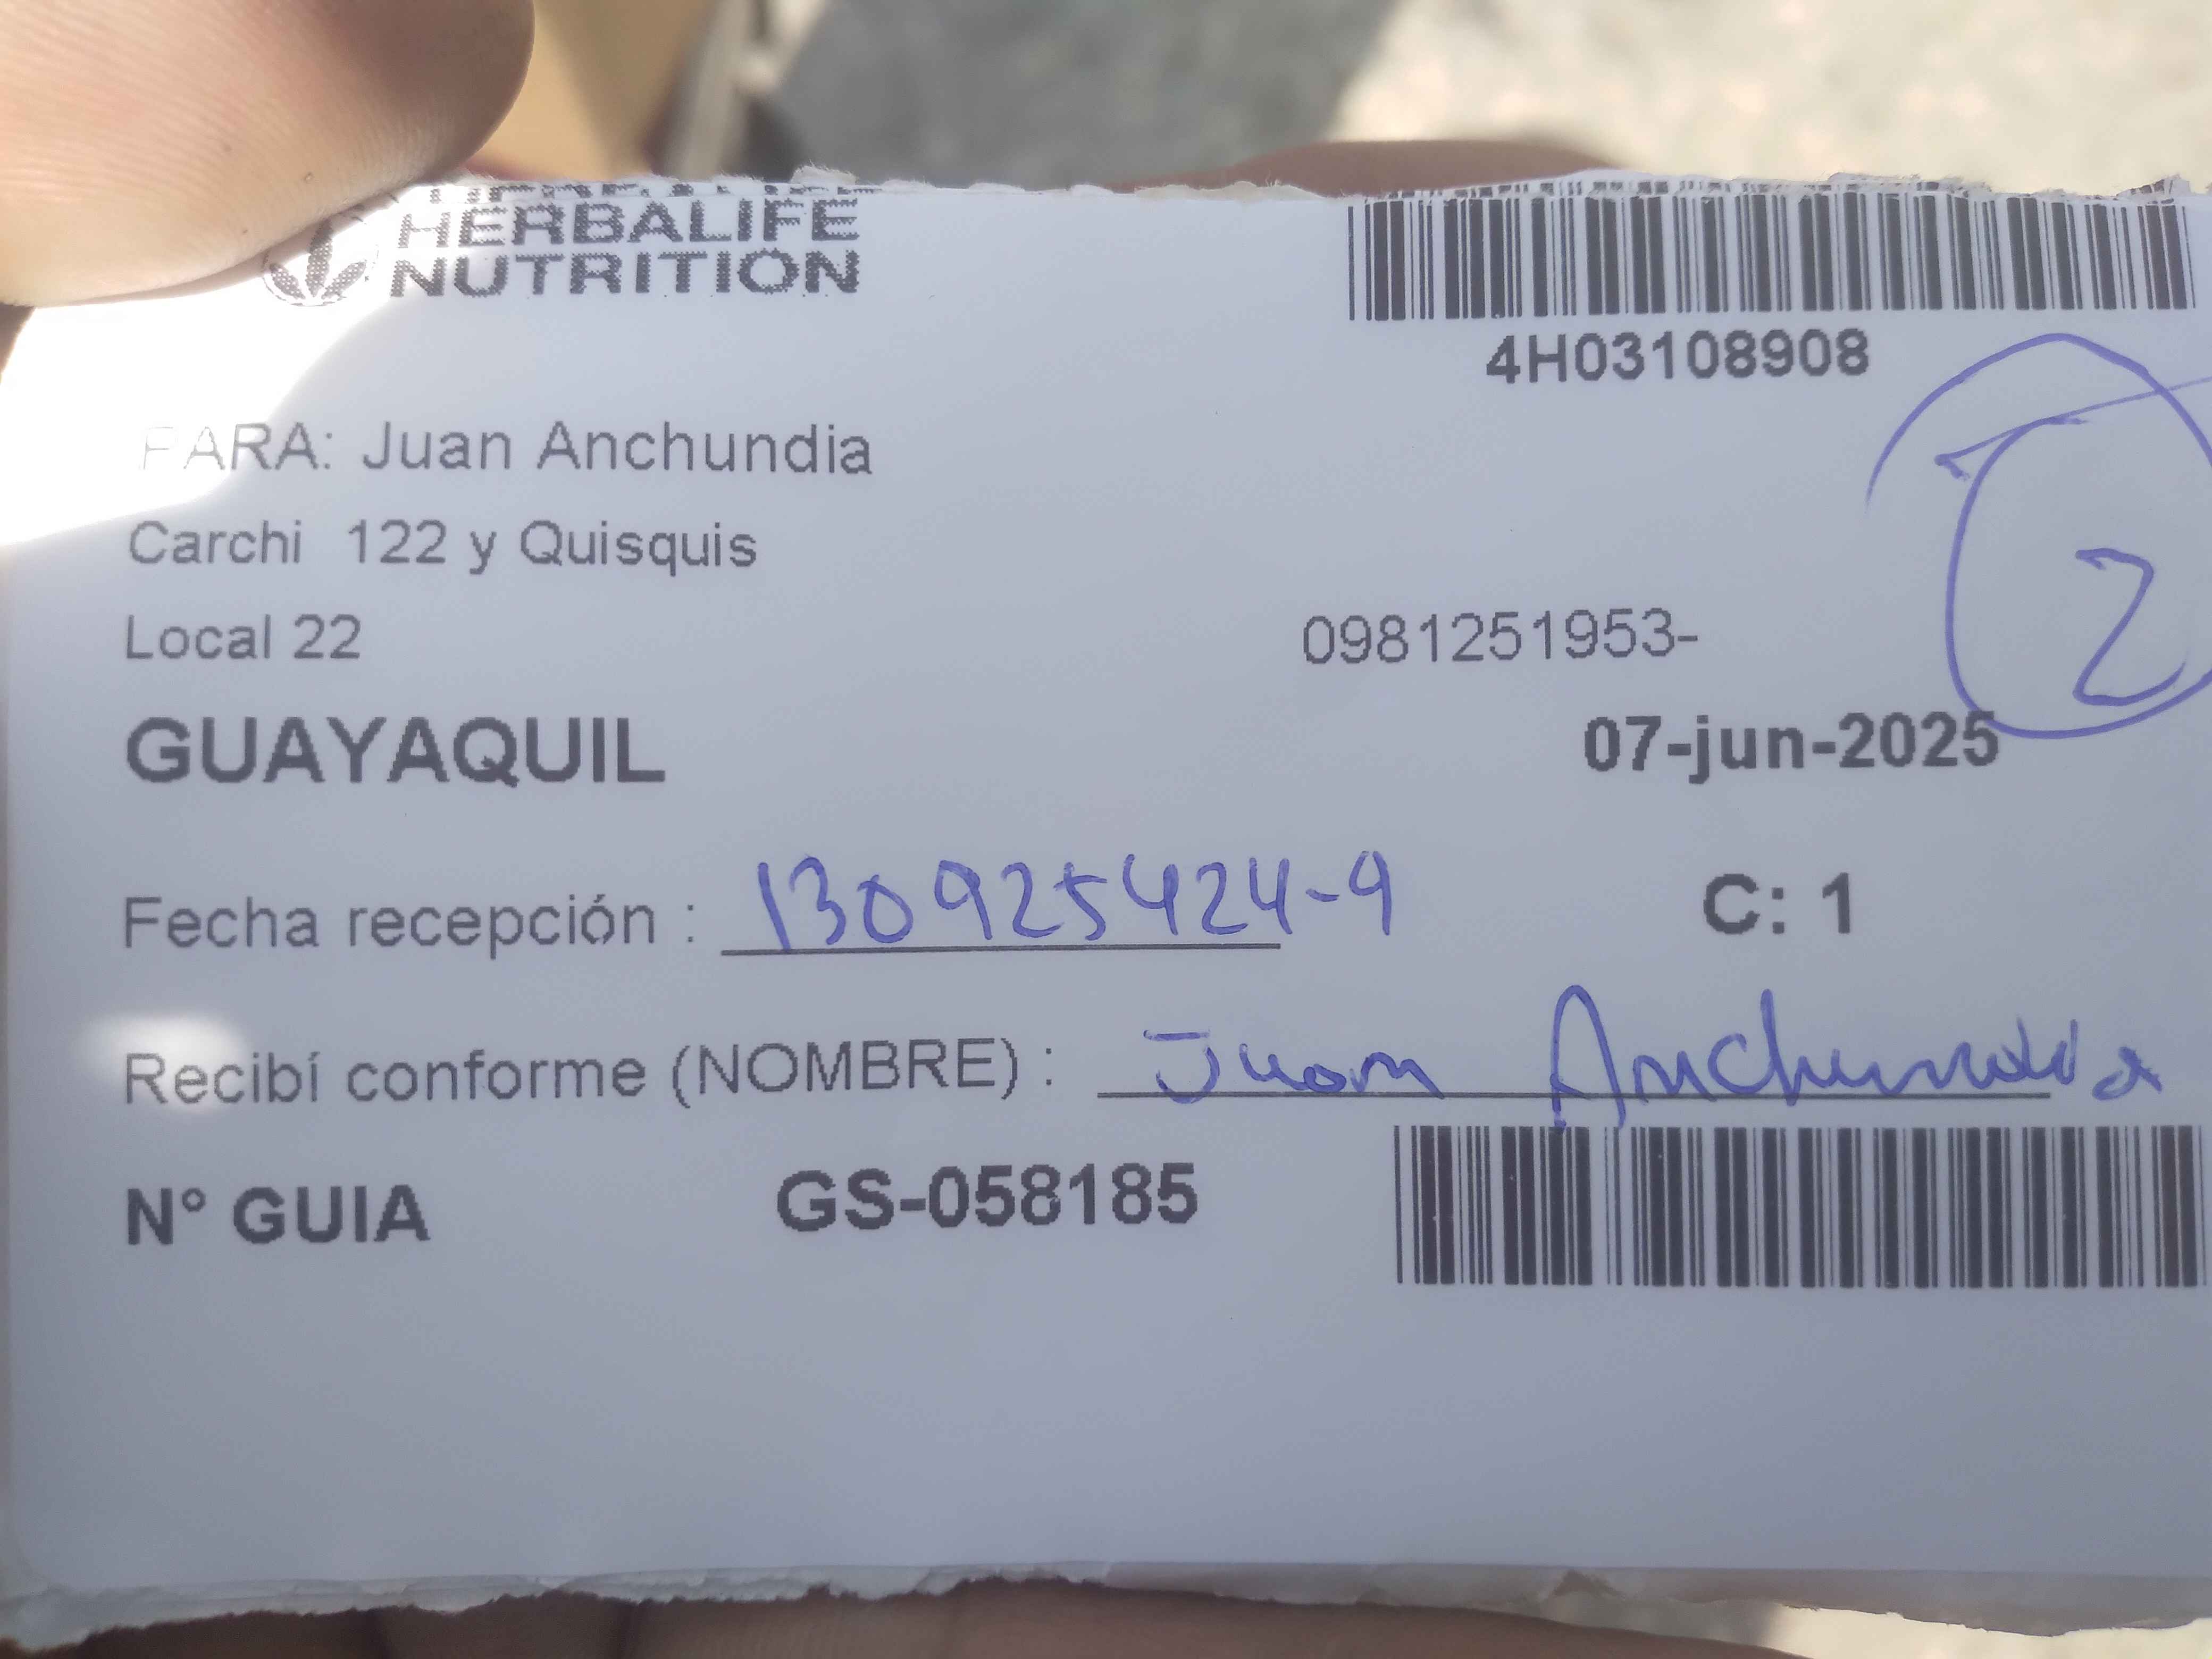 HERBALIFE
NUTRITION
4H03108908
PARA: Juan Anchundia
Carchi 122 y Quisquis
Local 22
0981251953-
2
GUAYAQUIL
07-jun-2025
Fecha recepción : 130925424-9
C: 1
Recibí conforme (NOMBRE) : Juan Anchundia
N° GUIA GS-058185